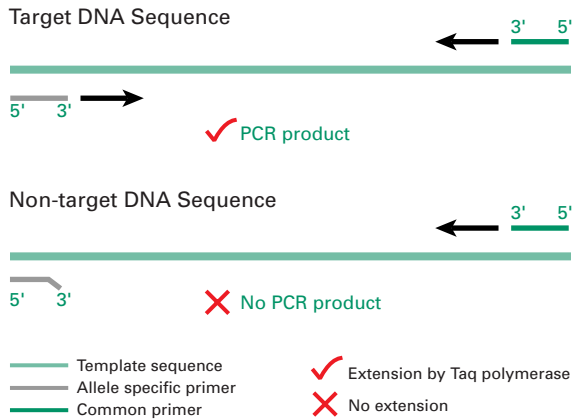 Target DNA Sequence
3' 5'
5' 3'
PCR product
Non-target DNA Sequence
3' 5'
5' 3'
No PCR product
Template sequence
Allele specific primer
Common primer
Extension by Taq polymerase
No extension